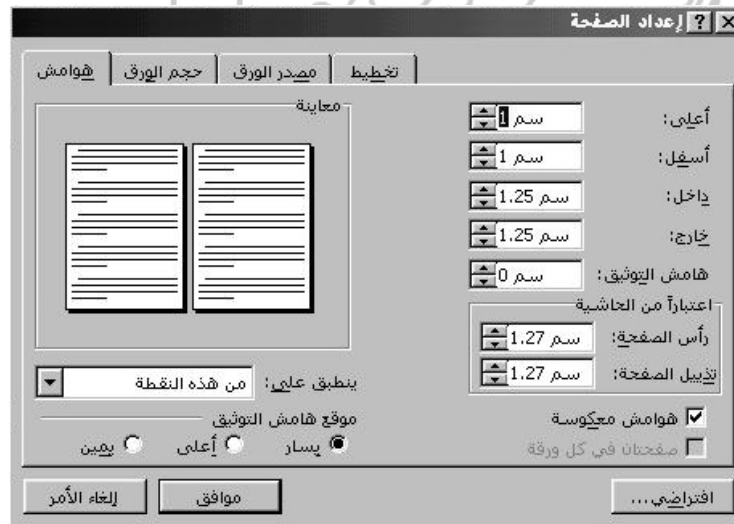 إعداد الصفحة
هوامش حجم الورق مصدر الورق تخطيط
معاينة
أعلى: 1 سم
أسفل: 1 سم
داخل: 1.25 سم
خارج: 1.25 سم
هامش التوثيق: 0 سم
اعتباراً من الحاشية
رأس الصفحة: 1.27 سم
تذييل الصفحة: 1.27 سم
ينطبق على: من هذه النقطة
هوامش معكوسة
صفحتان في كل ورقة
موقع هامش التوثيق
يسار أعلى يمين
افتراضي...
موافق
إلغاء الأمر